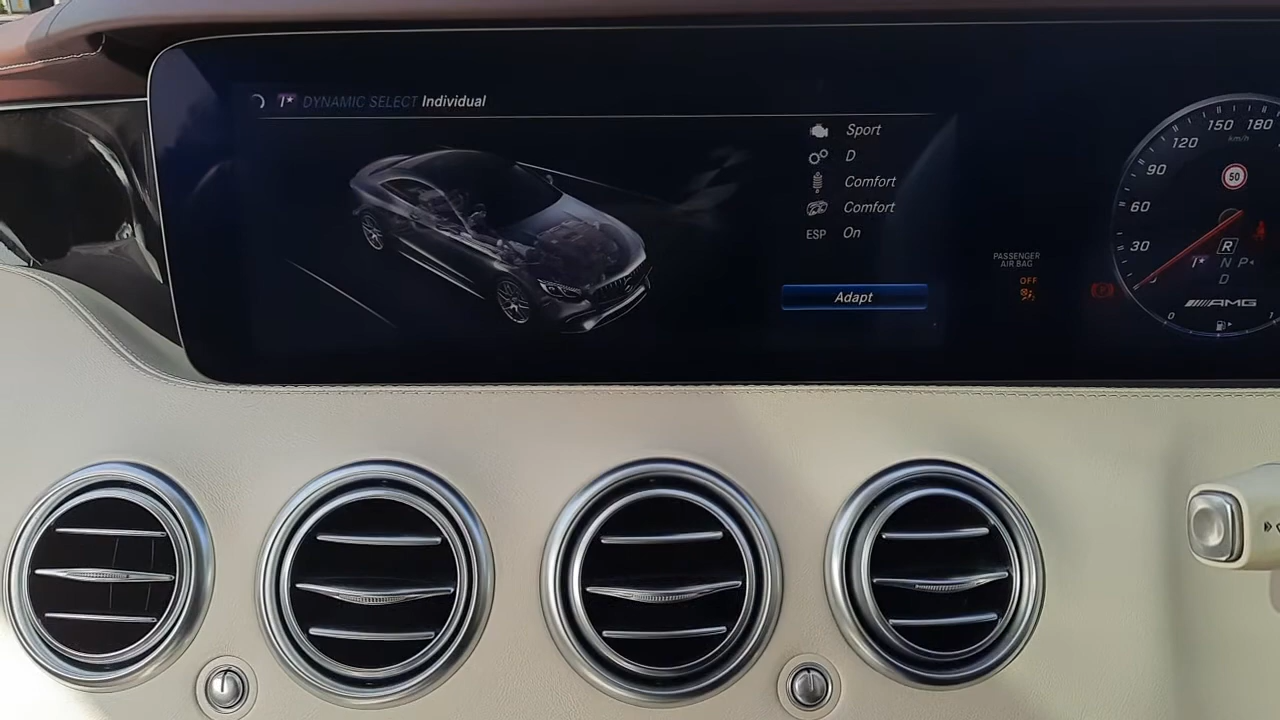 I* DYNAMIC SELECT Individual
Sport
D
Comfort
Comfort
ESP On
Adapt
PASSENGER
AIR BAG
OFF
0
30
60
90
120
150
180
km/h
50
R
I* N P
D
AMG